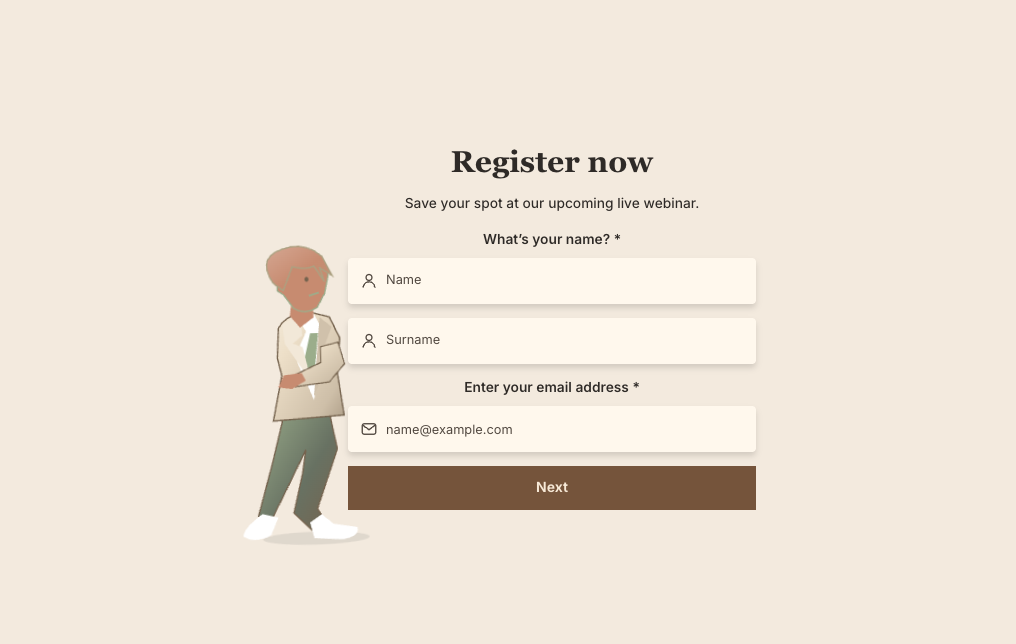 Register now
Save your spot at our upcoming live webinar.
What's your name? *
Name
Surname
Enter your email address *
name@example.com
Next